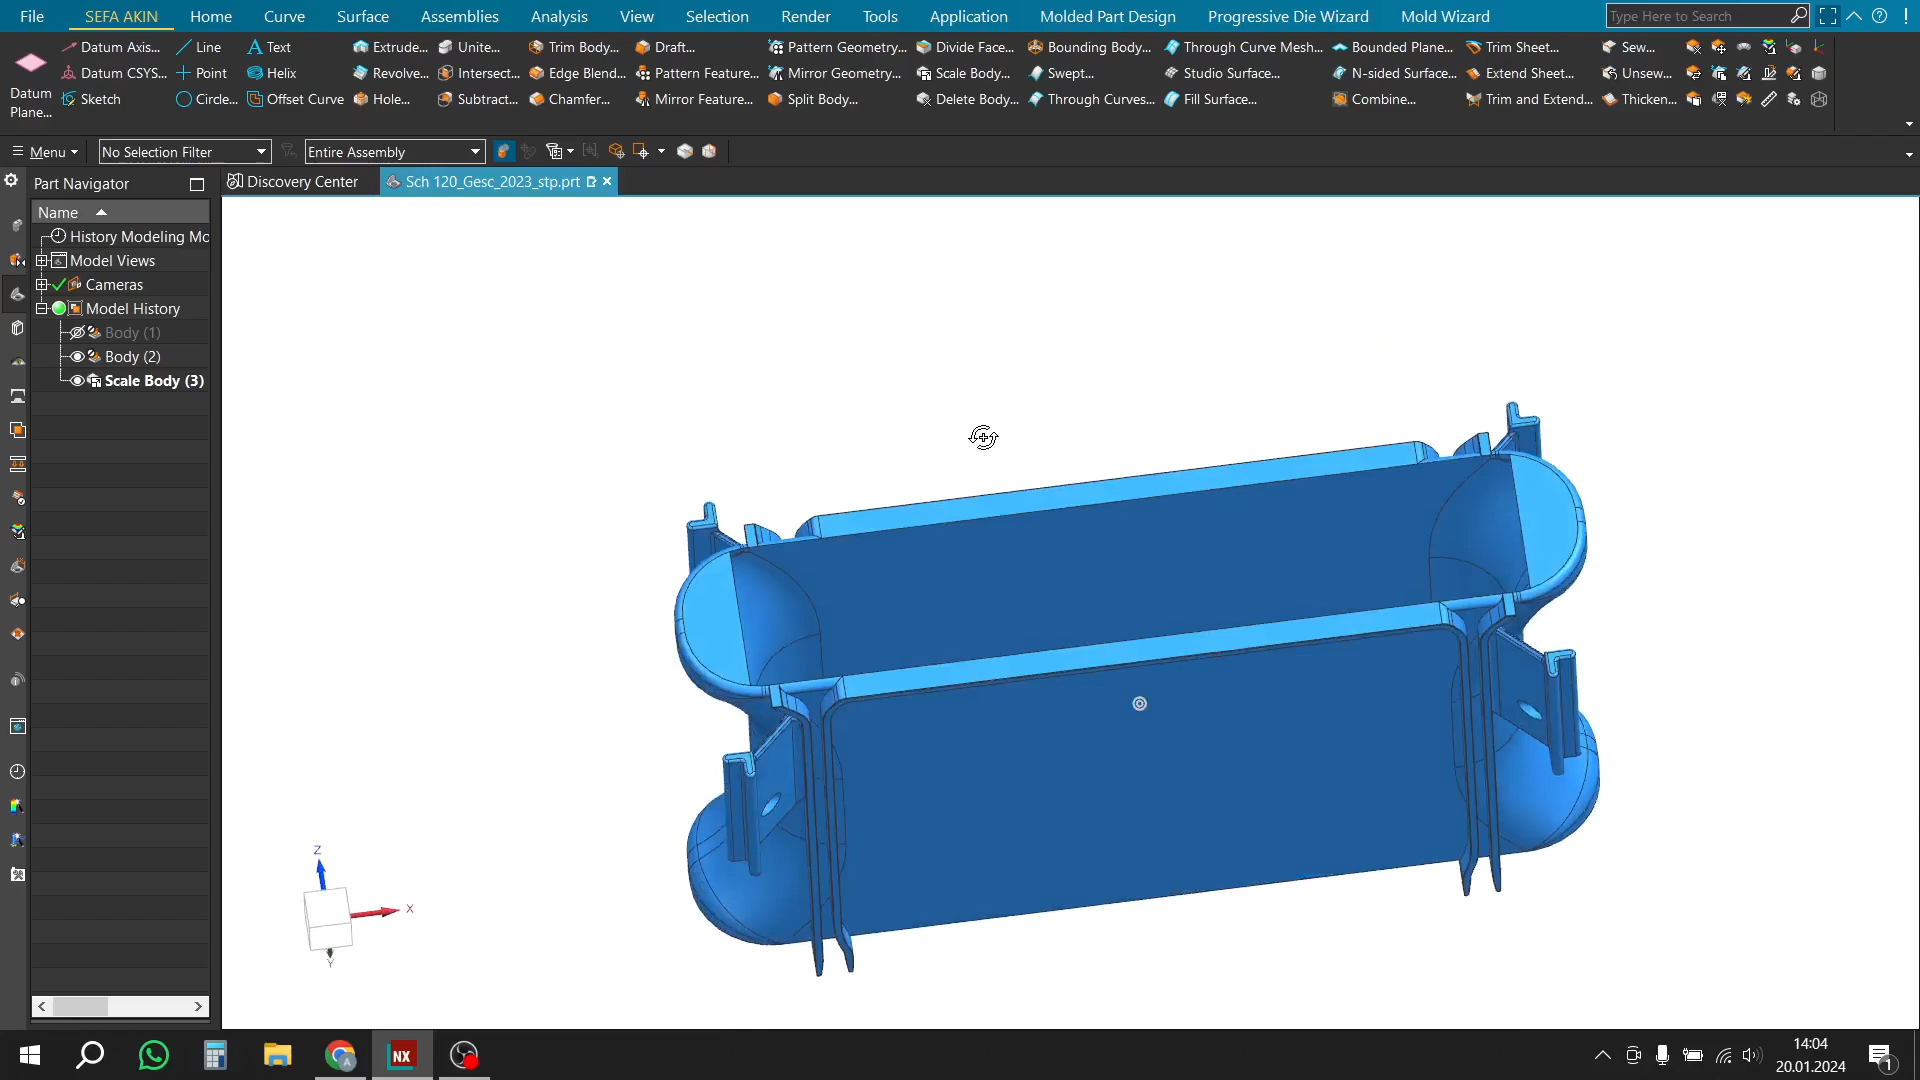 File SEFA AKIN Home Curve Surface Assemblies Analysis View Selection Render Tools Application Molded Part Design Progressive Die Wizard Mold Wizard Type Here to Search
Datum Plane...
Datum Axis... Line Text Extrude... Unite... Trim Body... Draft... Pattern Geometry... Divide Face... Bounding Body... Through Curve Mesh... Bounded Plane... Trim Sheet... Sew...
Datum CSYS... Point Helix Revolve... Intersect... Edge Blend... Pattern Feature... Mirror Geometry... Scale Body... Swept... Studio Surface... N-sided Surface... Extend Sheet... Unsew...
Sketch Circle... Offset Curve Hole... Subtract... Chamfer... Mirror Feature... Split Body... Delete Body... Through Curves... Fill Surface... Combine... Trim and Extend... Thicken...
Menu No Selection Filter Entire Assembly
Part Navigator Discovery Center Sch 120_Gesc_2023_stp.prt
Name
History Modeling Mo
Model Views
Cameras
Model History
Body (1)
Body (2)
Scale Body (3)
Z
X
Y
NX
A
14:04
20.01.2024
1